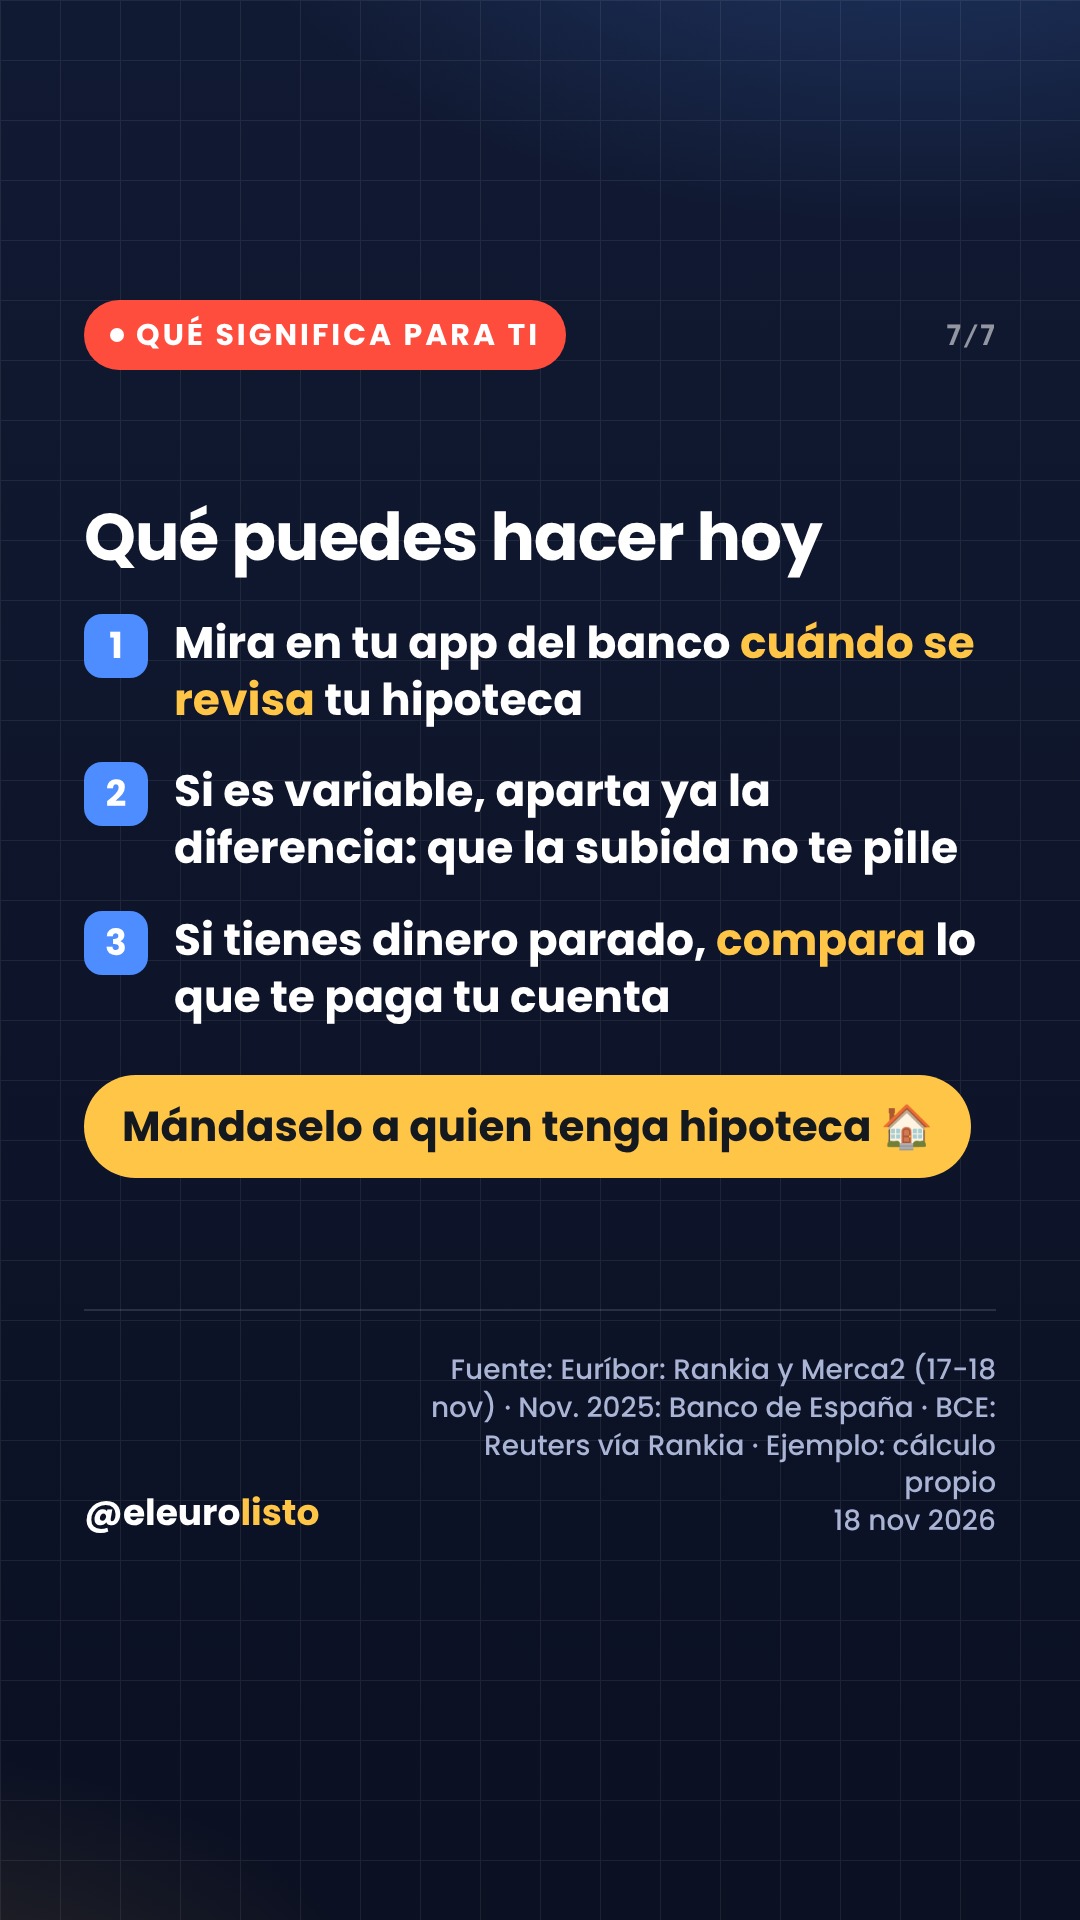 QUÉ SIGNIFICA PARA TI
7/7
Qué puedes hacer hoy
1 Mira en tu app del banco cuándo se
revisa tu hipoteca
2 Si es variable, aparta ya la
diferencia: que la subida no te pille
3 Si tienes dinero parado, compara lo
que te paga tu cuenta
Mándaselo a quien tenga hipoteca 🏠
Fuente: Euríbor: Rankia y Merca2 (17-18
nov) · Nov. 2025: Banco de España · BCE:
Reuters vía Rankia · Ejemplo: cálculo
propio
18 nov 2026
@eleurolisto